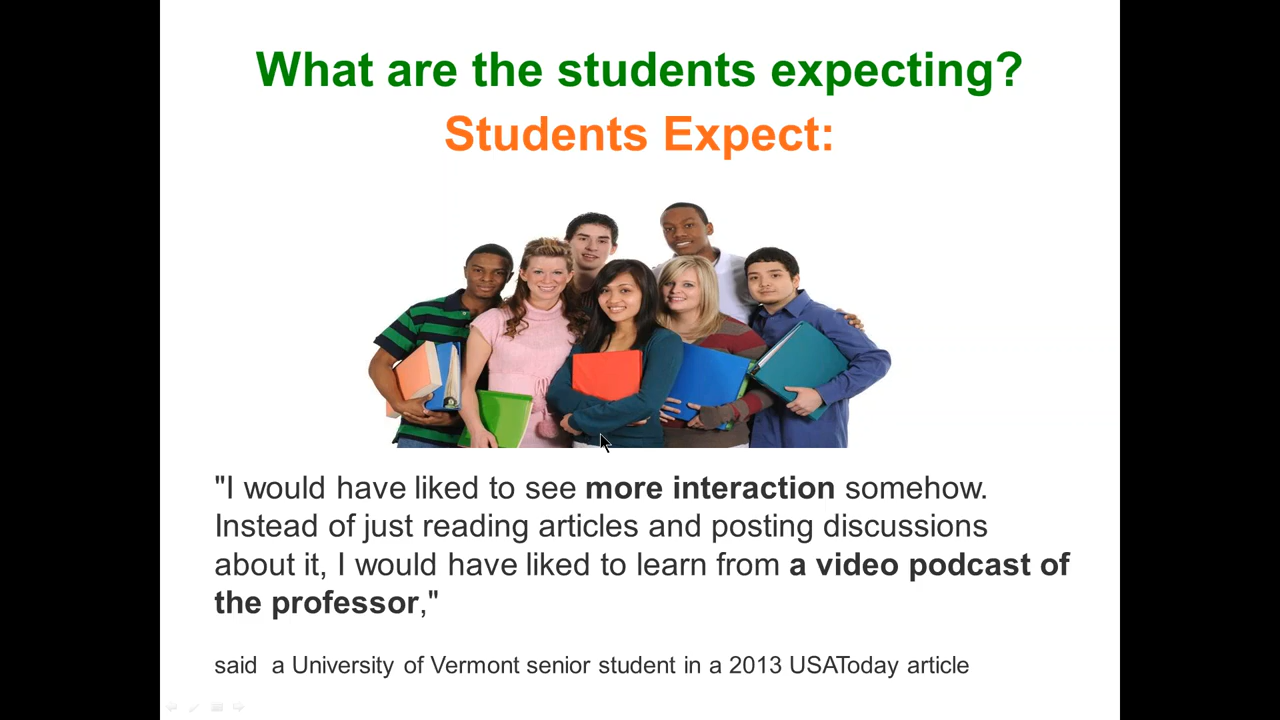 What are the students expecting?
Students Expect:
"I would have liked to see more interaction somehow.
Instead of just reading articles and posting discussions
about it, I would have liked to learn from a video podcast of
the professor,"
said  a University of Vermont senior student in a 2013 USAToday article